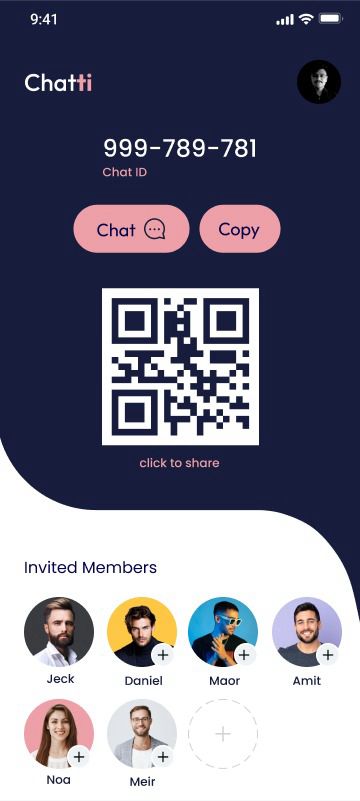 9:41
Chatti
999-789-781
Chat ID
Chat
Copy
click to share
Invited Members
Jeck
Daniel
Maor
Amit
Noa
Meir